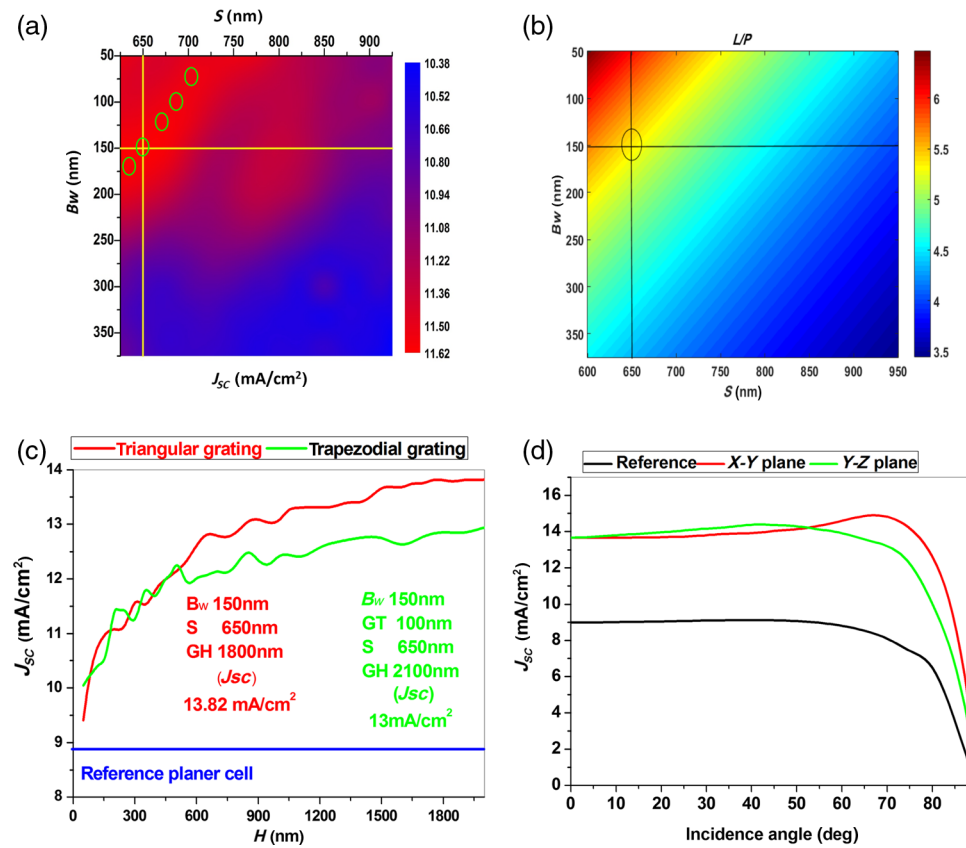 (a)
S (nm)
650 700 750 800 850 900
50
100
150
200
250
300
350
Bw (nm)
10.38
10.52
10.66
10.80
10.94
11.08
11.22
11.36
11.50
11.62
JSC (mA/cm²)
(b)
L/P
50
100
150
200
250
300
350
Bw (nm)
600 650 700 750 800 850 900 950
S (nm)
6
5.5
5
4.5
4
3.5
(c)
Triangular grating Trapezodial grating
14
13
12
11
10
9
8
JSC (mA/cm²)
BW 150nm
S 650nm
GH 1800nm
(Jsc)
13.82 mA/cm²
BW 150nm
GT 100nm
S 650nm
GH 2100nm
(Jsc)
13mA/cm²
Reference planer cell
0 300 600 900 1200 1500 1800
H (nm)
(d)
Reference X-Y plane Y-Z plane
16
14
12
10
8
6
4
2
0
JSC (mA/cm²)
0 10 20 30 40 50 60 70 80
Incidence angle (deg)